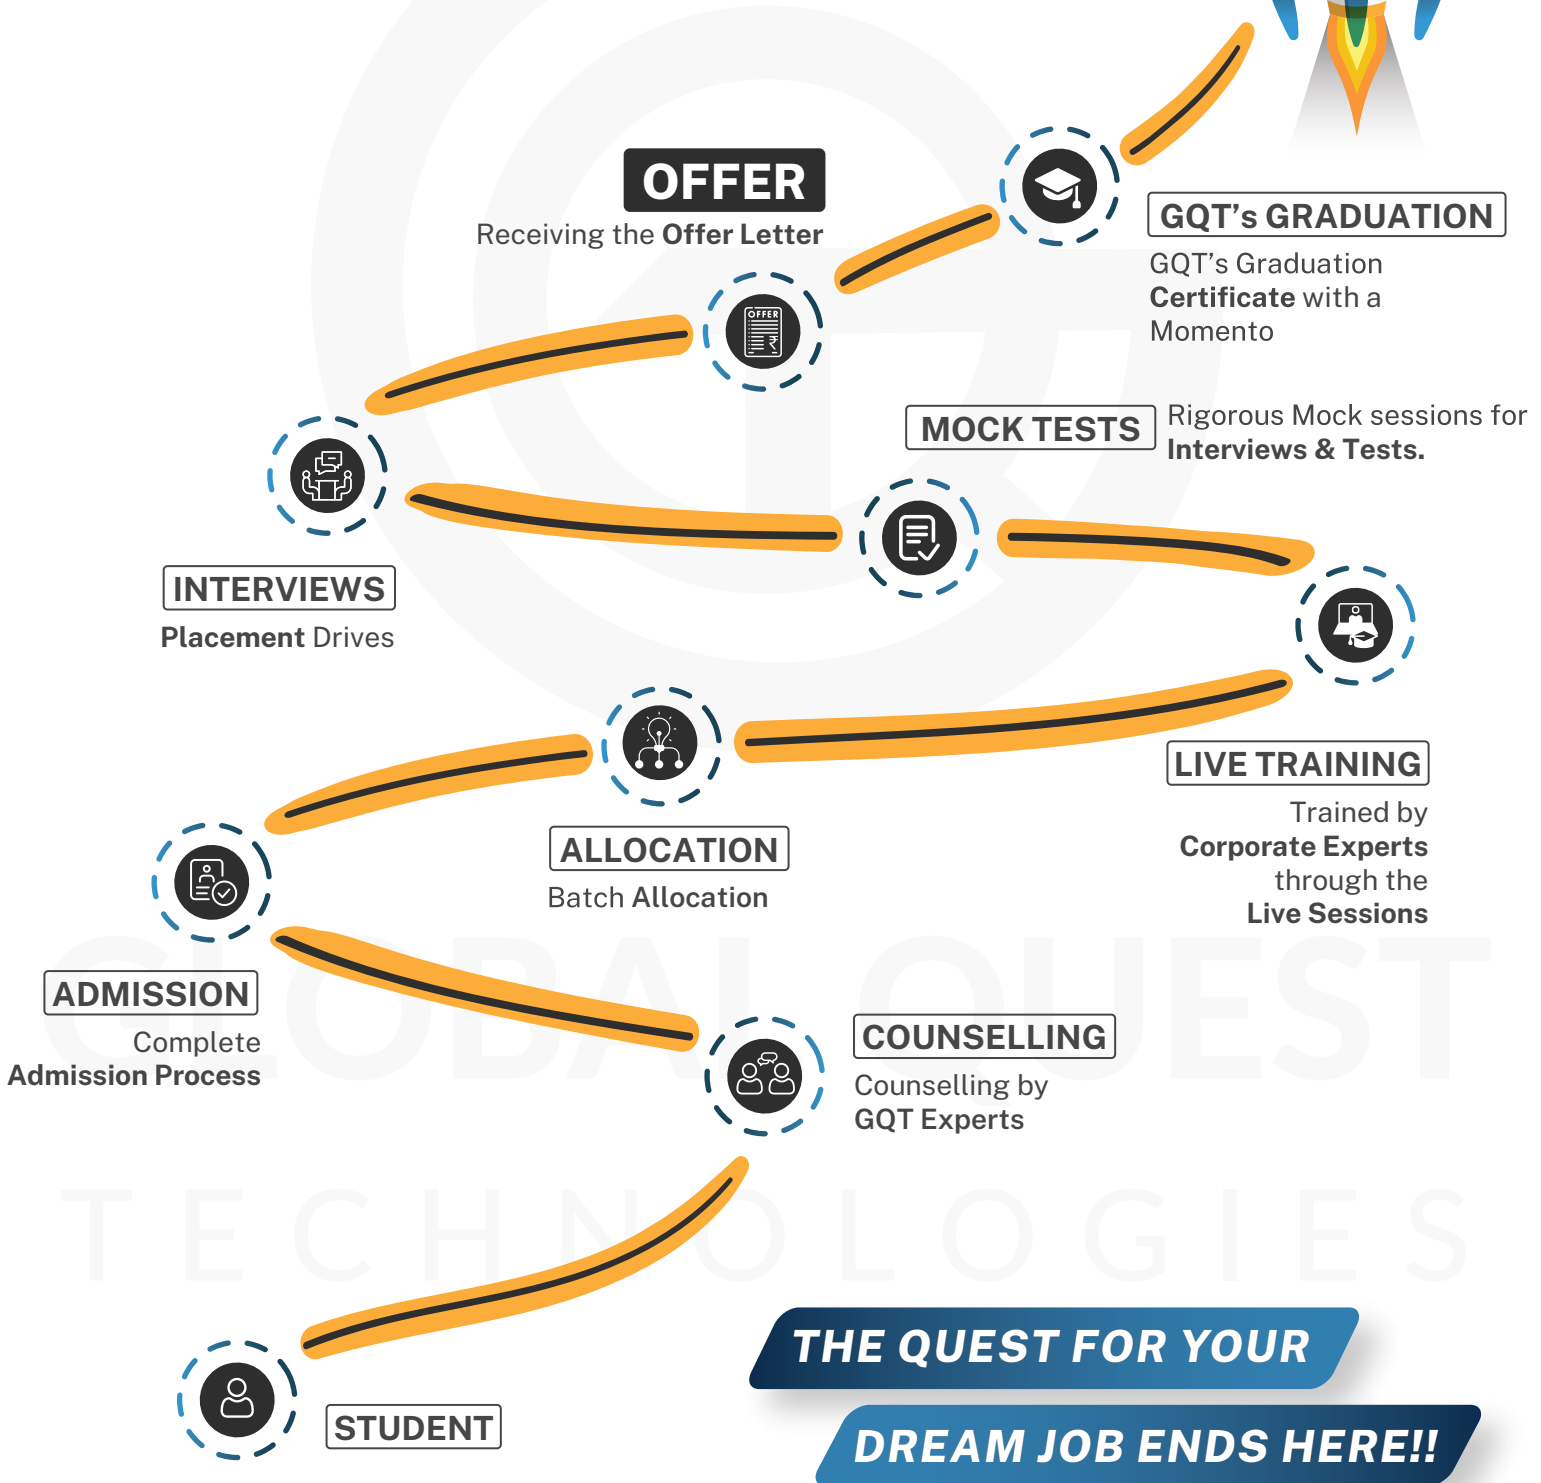 OFFER
Receiving the Offer Letter
OFFER
₹
GQT's GRADUATION
GQT's Graduation
Certificate with a
Momento
MOCK TESTS
Rigorous Mock sessions for
Interviews & Tests.
INTERVIEWS
Placement Drives
LIVE TRAINING
Trained by
Corporate Experts
through the
Live Sessions
ALLOCATION
Batch Allocation
ADMISSION
Complete
Admission Process
COUNSELLING
Counselling by
GQT Experts
GLOBAL QUEST
TECHNOLOGIES
STUDENT
THE QUEST FOR YOUR
DREAM JOB ENDS HERE!!